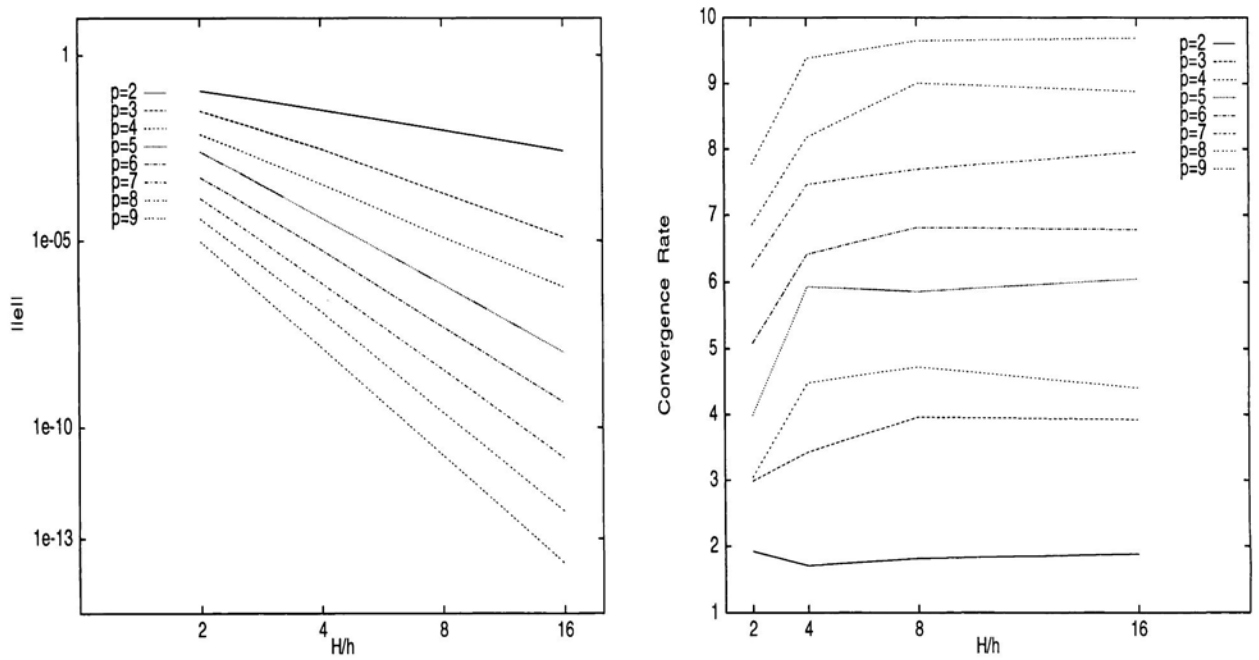 1
p=2
p=3
p=4
p=5
p=6
p=7
p=8
p=9
1e-05
1e-10
1e-13
||e||
2
4
8
16
H/h
10
9
8
7
6
5
4
3
2
1
Convergence Rate
p=2
p=3
p=4
p=5
p=6
p=7
p=8
p=9
2
4
8
16
H/h